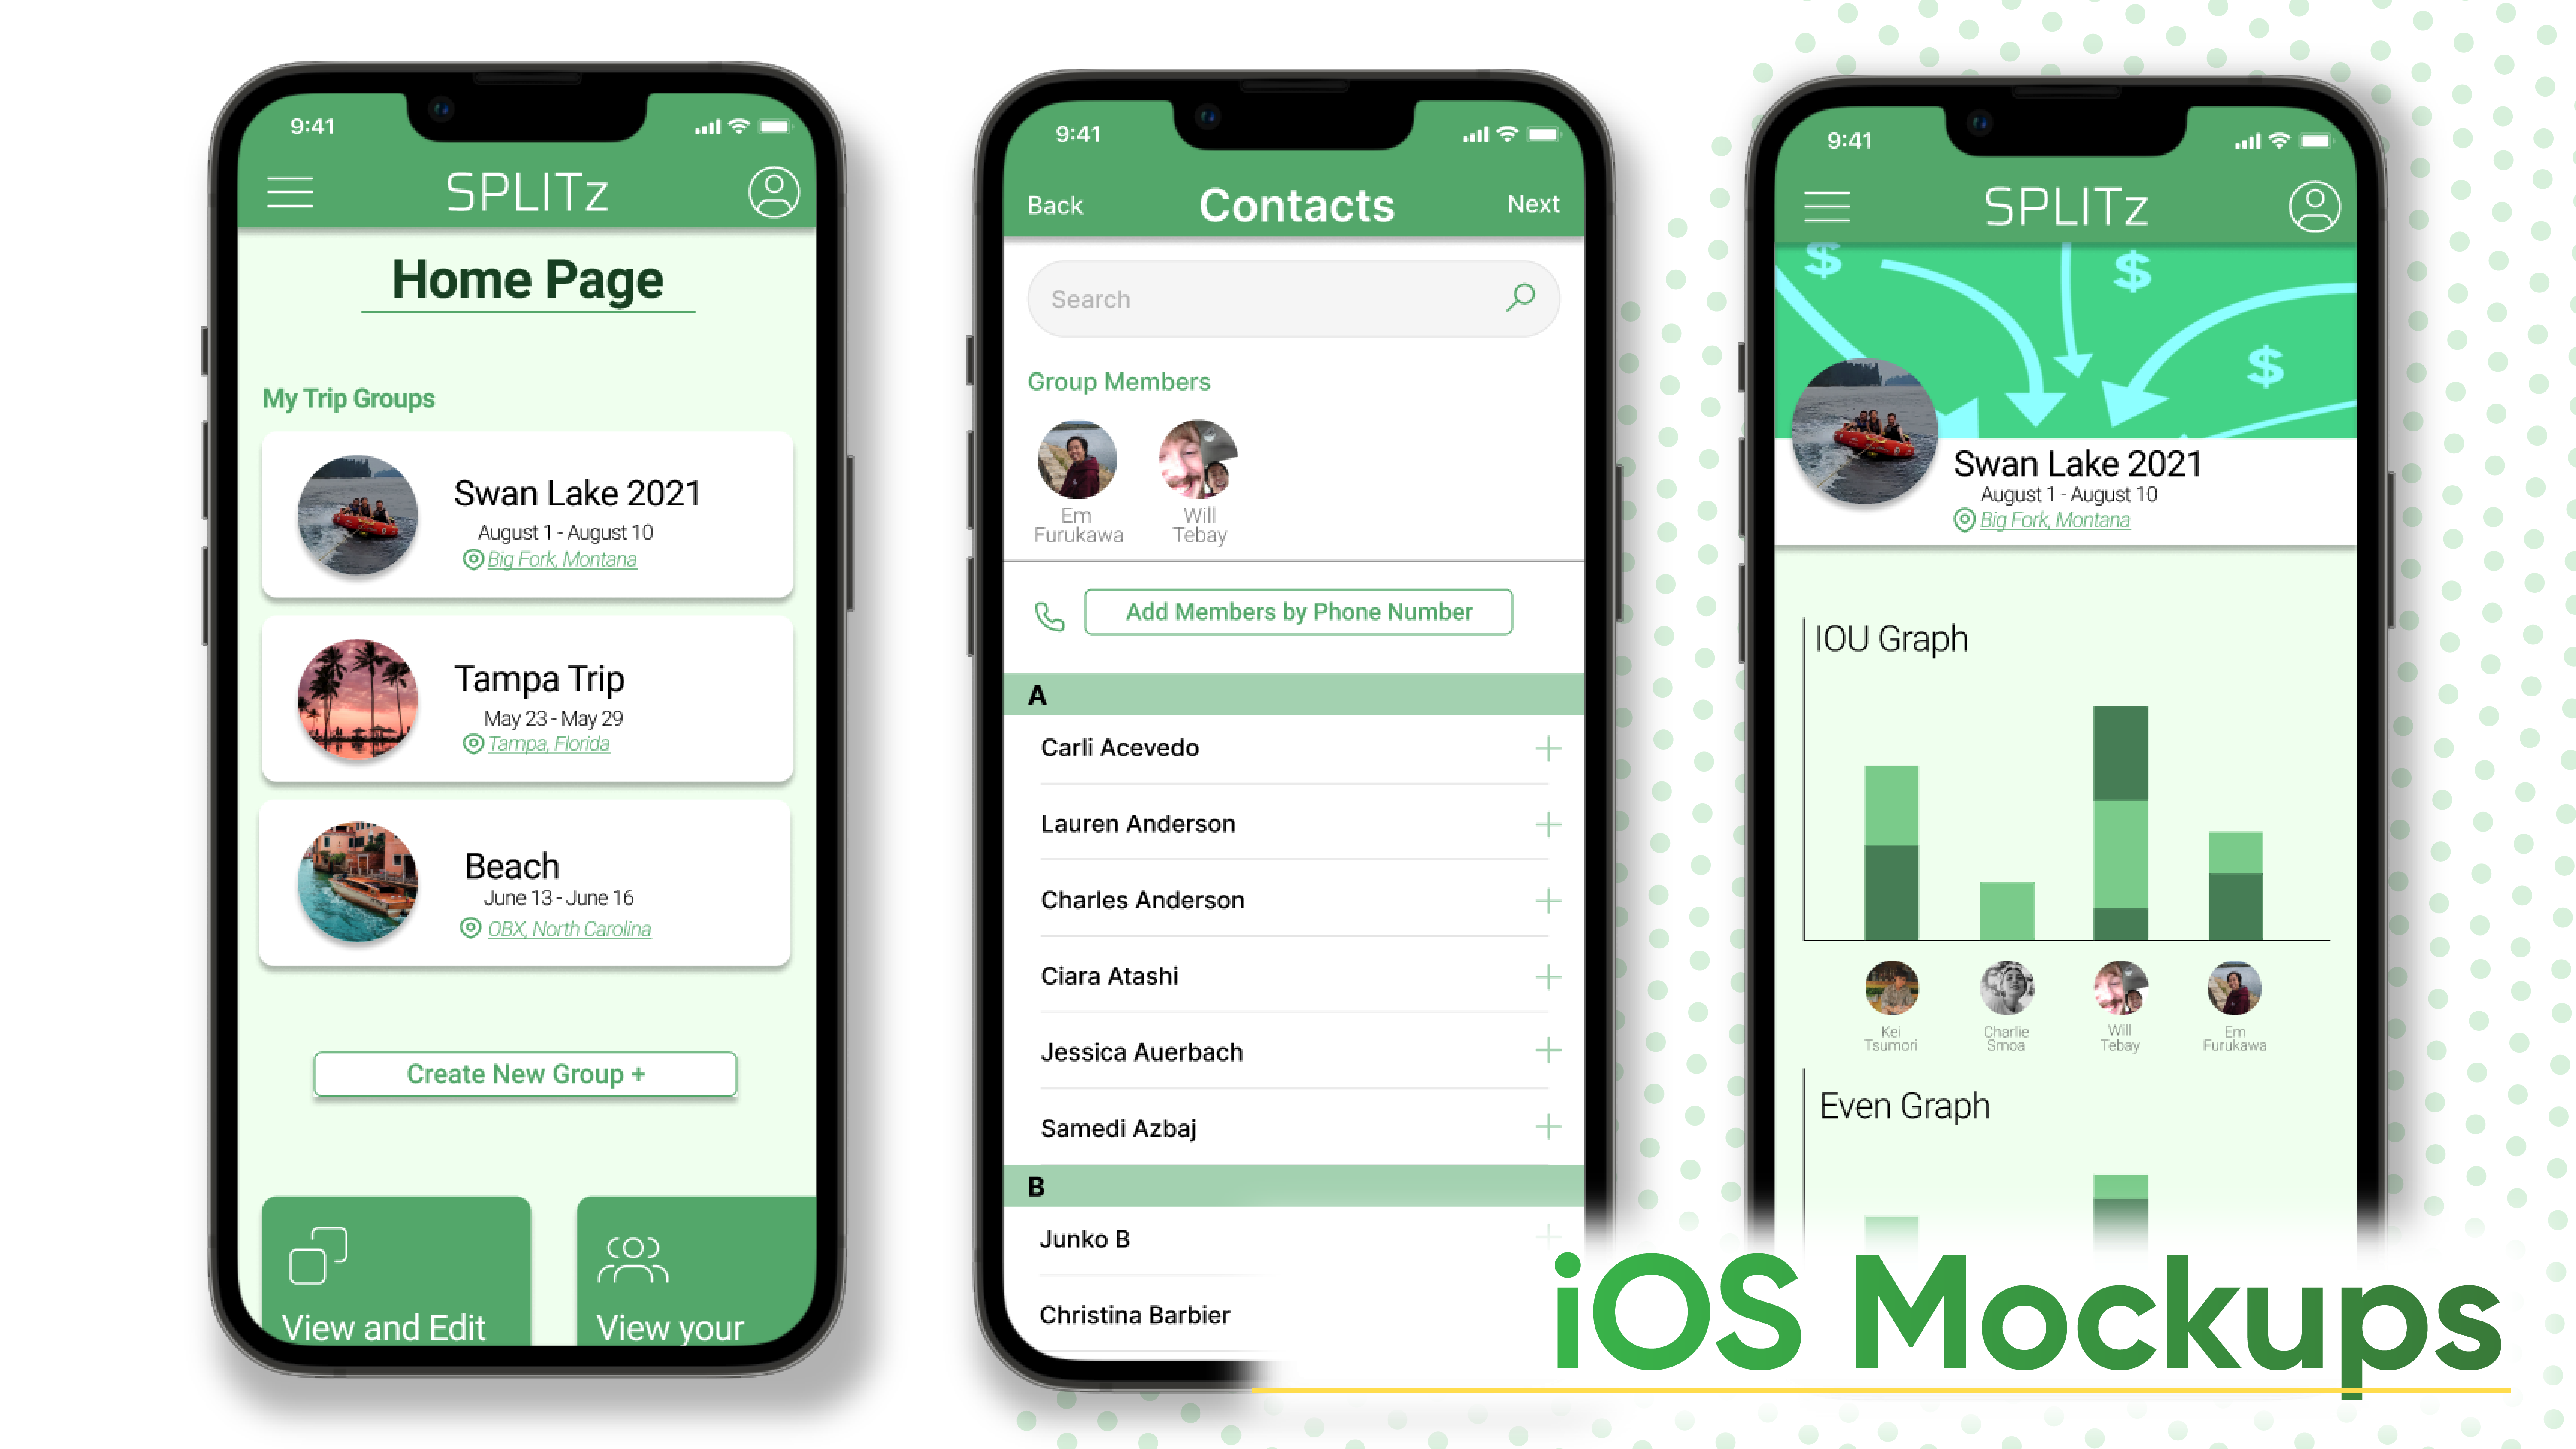 9:41
SPLITz
Home Page
My Trip Groups
Swan Lake 2021
August 1 - August 10
Big Fork, Montana
Tampa Trip
May 23 - May 29
Tampa, Florida
Beach
June 13 - June 16
OBX, North Carolina
Create New Group +
View and Edit
View your
9:41
Back
Contacts
Next
Search
Group Members
Em
Furukawa
Will
Tebay
Add Members by Phone Number
A
Carli Acevedo
Lauren Anderson
Charles Anderson
Ciara Atashi
Jessica Auerbach
Samedi Azbaj
B
Junko B
Christina Barbier
9:41
SPLITz
$
$
$
Swan Lake 2021
August 1 - August 10
Big Fork, Montana
IOU Graph
Kei
Tsumori
Charlie
Smoa
Will
Tebay
Em
Furukawa
Even Graph
iOS Mockups